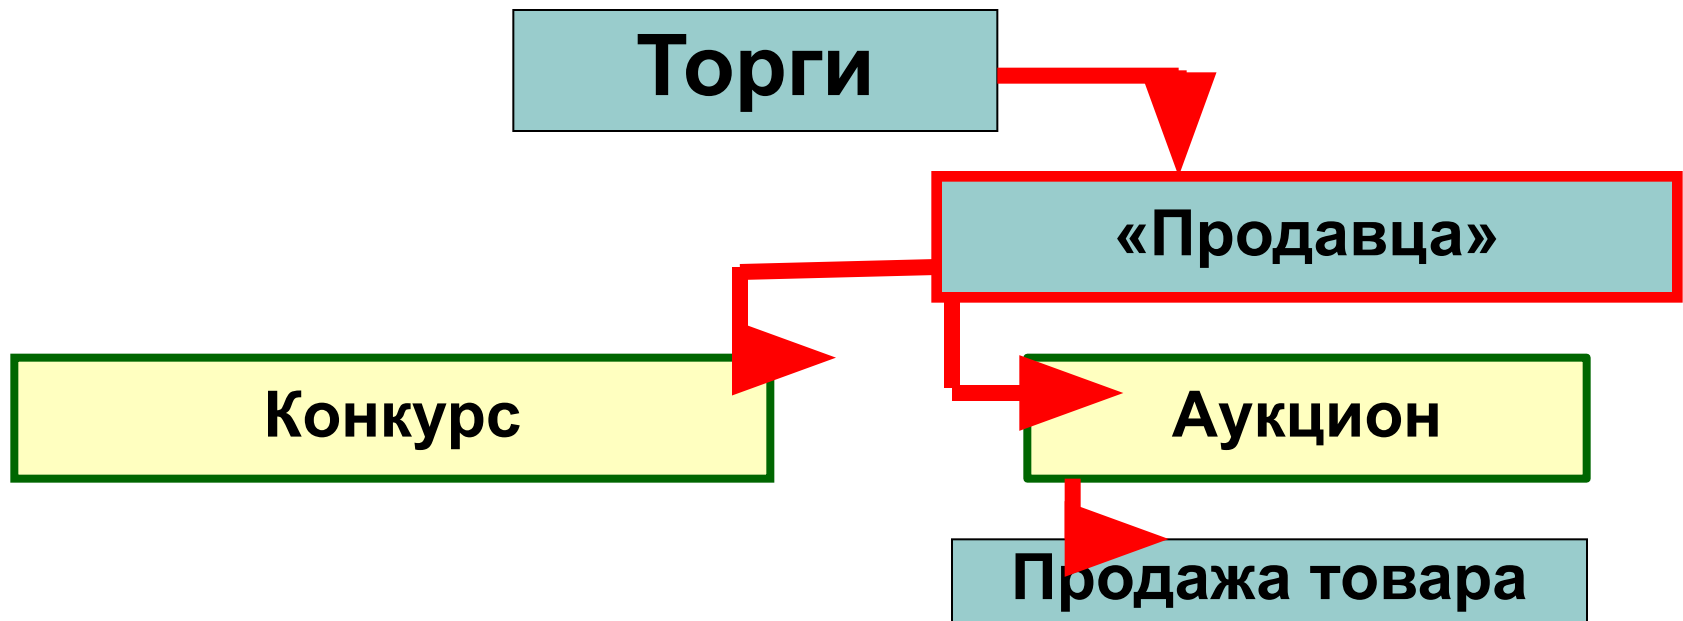 Торги
«Продавца»
Конкурс
Аукцион
Продажа товара